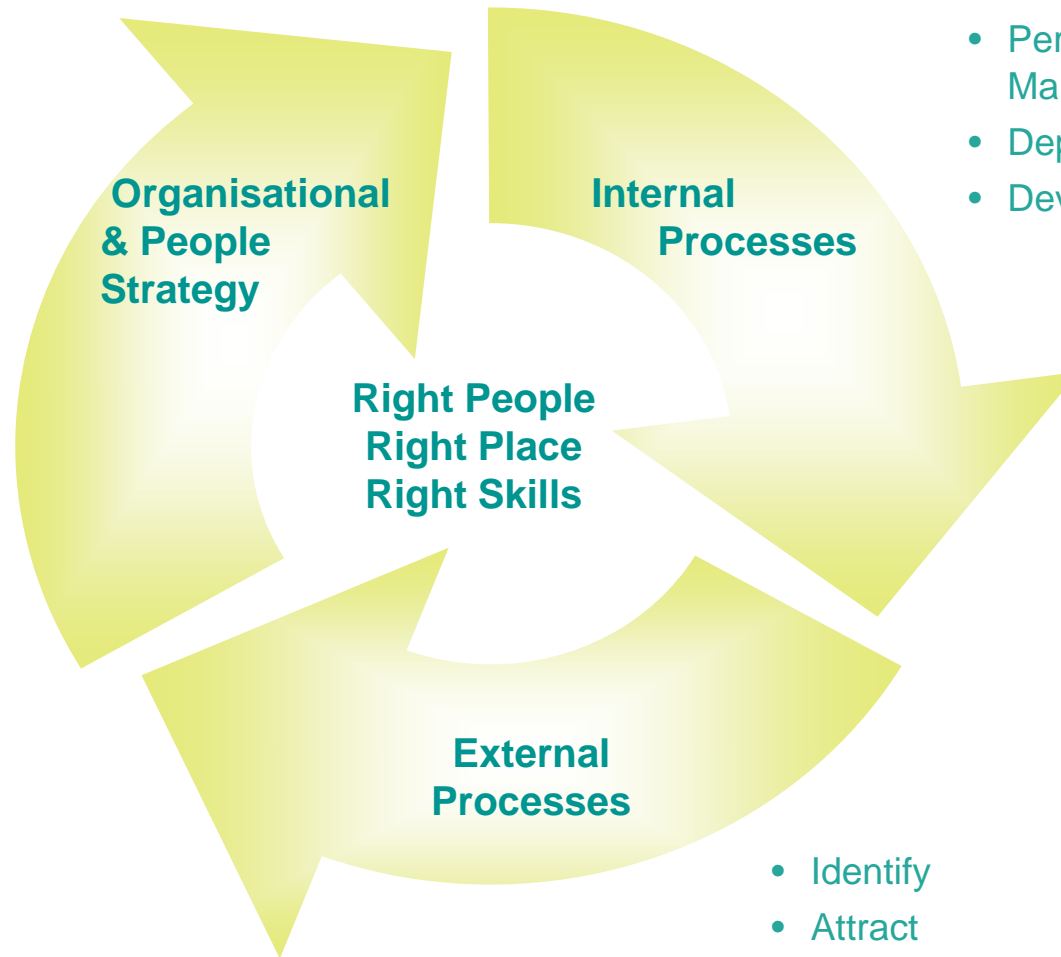 Organisational
& People
Strategy
Internal
Processes
Right People
Right Place
Right Skills
External
Processes
• Identify
• Attract